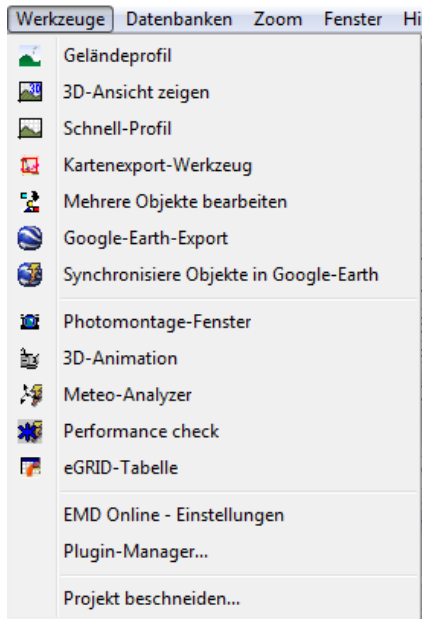 Werkzeuge Datenbanken Zoom Fenster
Geländeprofil
3D-Ansicht zeigen
Schnell-Profil
Kartenexport-Werkzeug
Mehrere Objekte bearbeiten
Google-Earth-Export
Synchronisiere Objekte in Google-Earth
Photomontage-Fenster
3D-Animation
Meteo-Analyzer
Performance check
eGRID-Tabelle
EMD Online - Einstellungen
Plugin-Manager...
Projekt beschneiden...